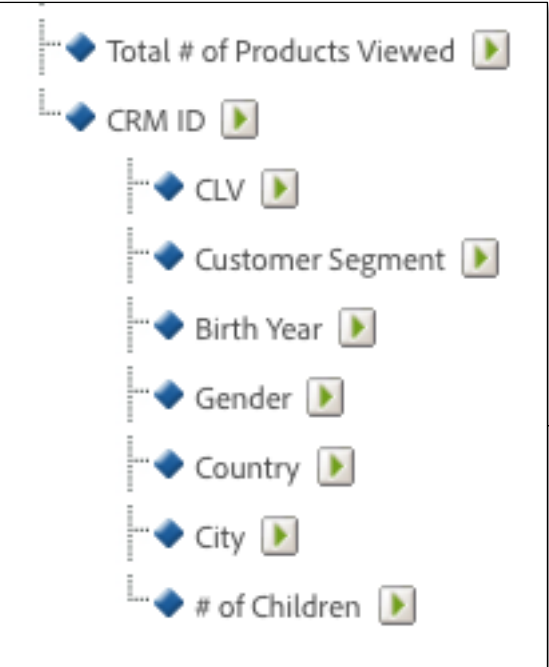 Total # of Products Viewed
CRM ID
CLV
Customer Segment
Birth Year
Gender
Country
City
# of Children